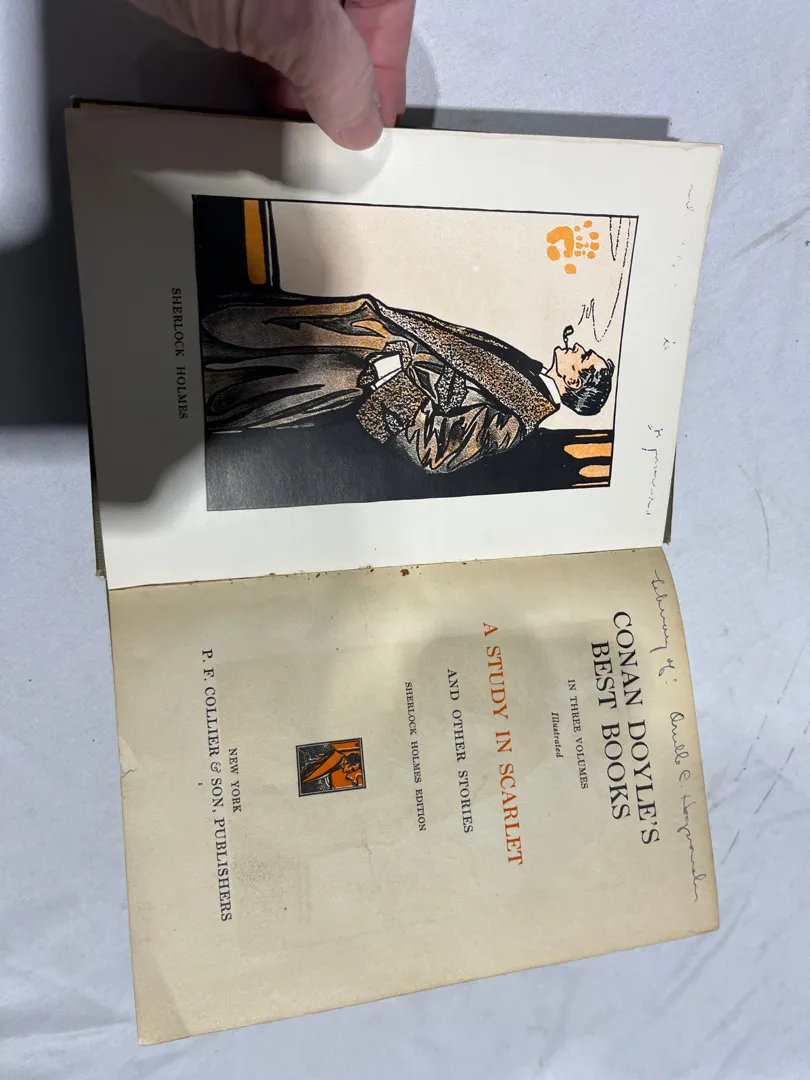 SHERLOCK HOLMES
CONAN DOYLE'S
BEST BOOKS
IN THREE VOLUMES
Illustrated
A STUDY IN SCARLET
AND OTHER STORIES
SHERLOCK HOLMES EDITION
NEW YORK
P. F. COLLIER & SON, PUBLISHERS